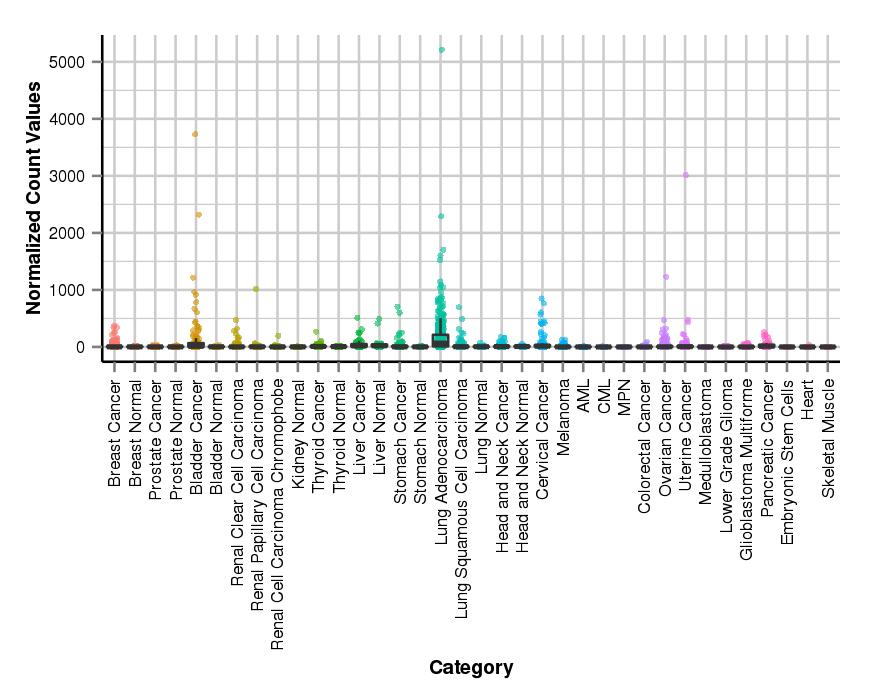 Normalized Count Values
5000
4000
3000
2000
1000
0
Breast Cancer
Breast Normal
Prostate Cancer
Prostate Normal
Bladder Cancer
Bladder Normal
Renal Clear Cell Carcinoma
Renal Papillary Cell Carcinoma
Renal Cell Carcinoma Chromophobe
Kidney Normal
Thyroid Cancer
Thyroid Normal
Liver Cancer
Liver Normal
Stomach Cancer
Stomach Normal
Lung Adenocarcinoma
Lung Squamous Cell Carcinoma
Lung Normal
Head and Neck Cancer
Head and Neck Normal
Cervical Cancer
Melanoma
AML
CML
MPN
Colorectal Cancer
Ovarian Cancer
Uterine Cancer
Medulloblastoma
Lower Grade Glioma
Glioblastoma Multiforme
Pancreatic Cancer
Embryonic Stem Cells
Heart
Skeletal Muscle
Category